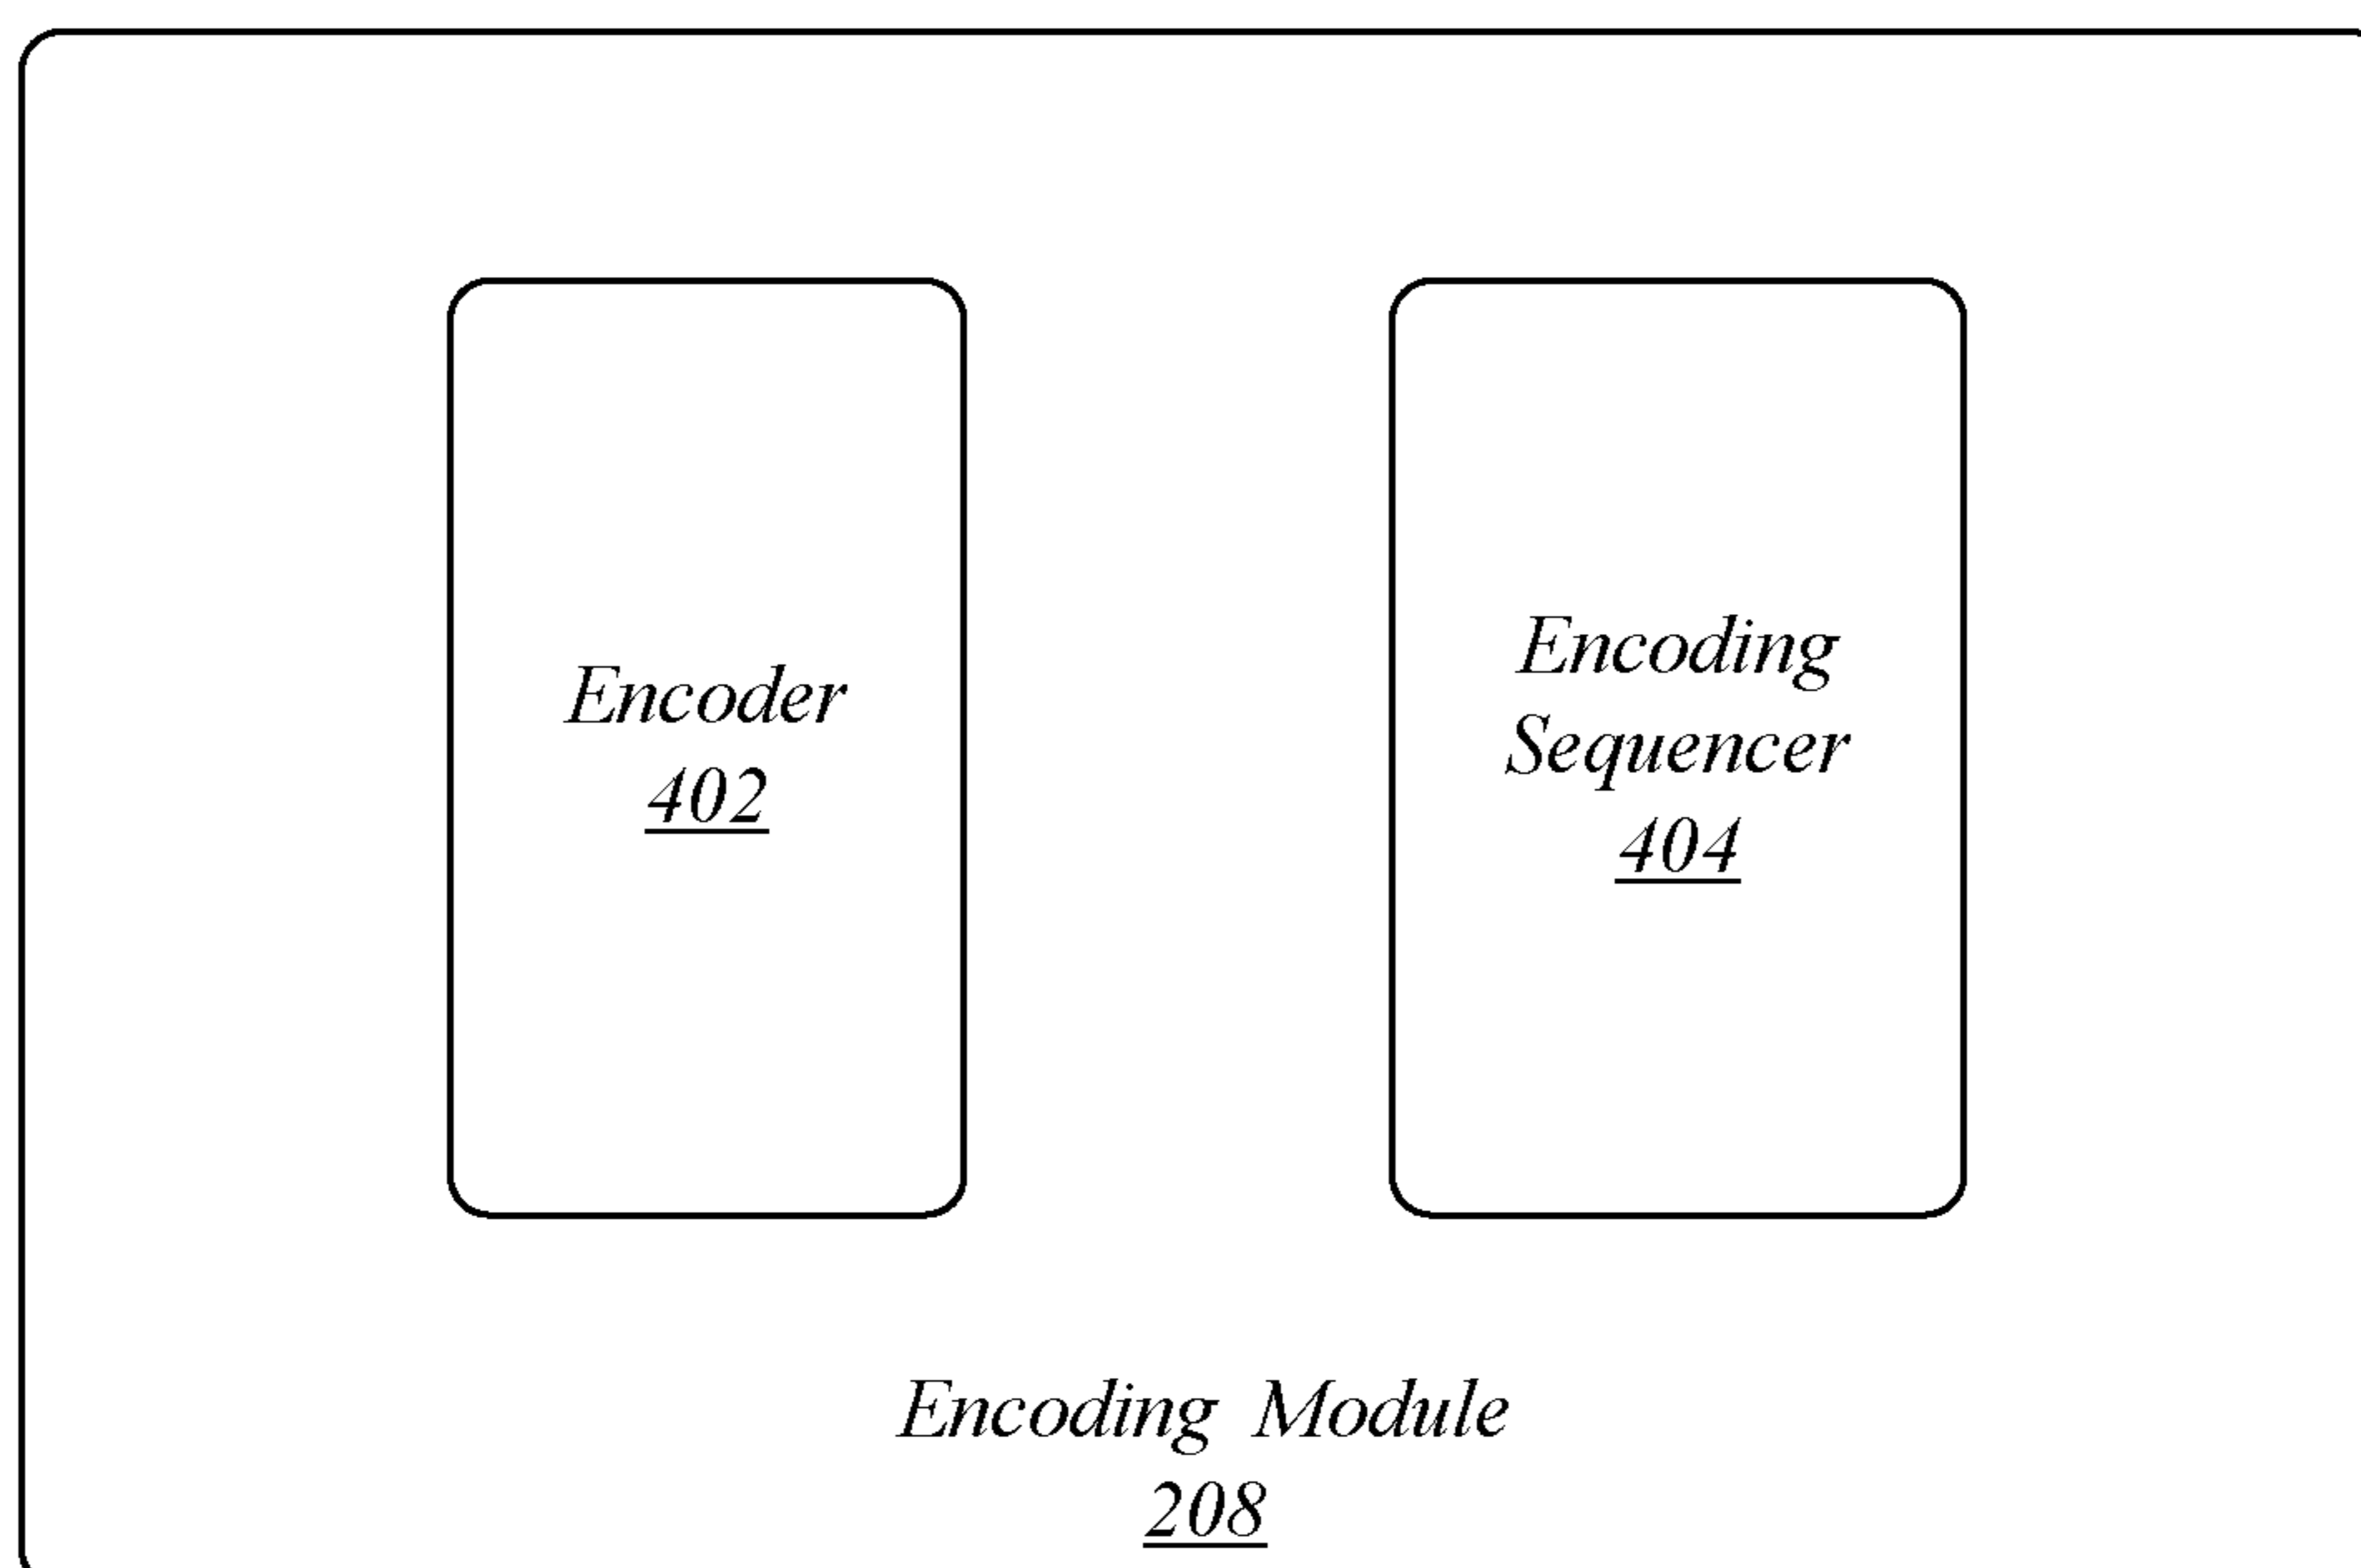 Encoder
402
Encoding
Sequencer
404
Encoding Module
208